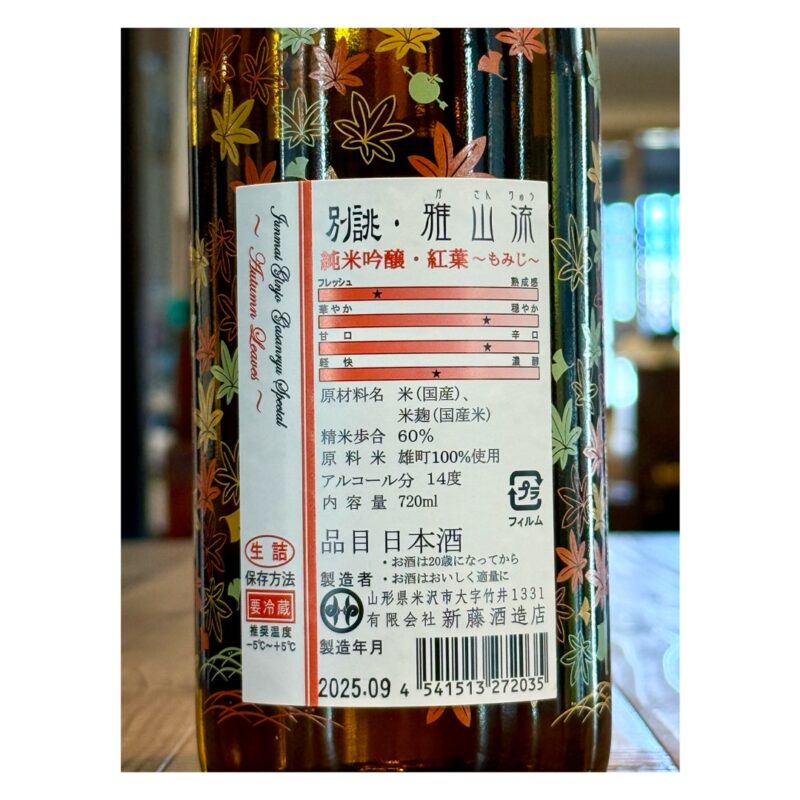 Junmai Ginjo Gasanryu Special
～ Autumn Leaves ～
生詰
保存方法
要冷蔵
推奨温度
-5℃～+5℃
が さん りゅう
別誂・雅山流
純米吟醸・紅葉～もみじ～
フレッシュ 熟成感
★
華やか 穏やか
★
甘口 辛口
★
軽快 濃醇
★
原材料名 米(国産)、
米麹(国産米)
精米歩合 60%
原料米 雄町100%使用
アルコール分 14度
内容量 720ml
プラ
フィルム
品目 日本酒
・お酒は20歳になってから
製造者 ・お酒はおいしく適量に
山形県米沢市大字竹井1331
有限会社 新藤酒造店
製造年月
2025.09
4 541513 272035